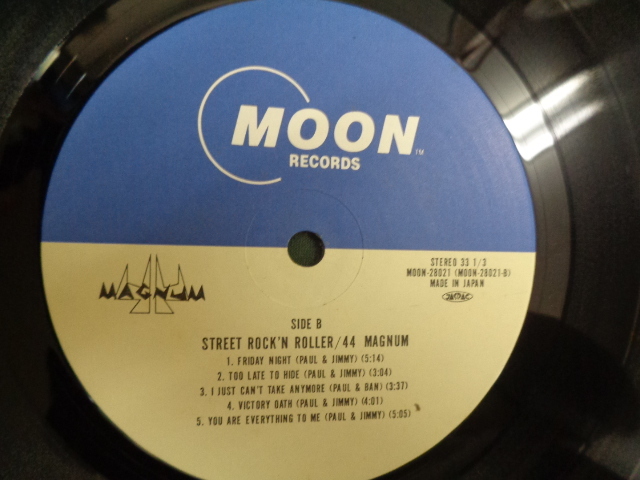 MOON
™
RECORDS
STEREO 33 1/3
MOON-28021 (MOON-28021-B)
MADE IN JAPAN
JASRAC
44
MAGNUM
SIDE B
STREET ROCK'N ROLLER/44 MAGNUM
1. FRIDAY NIGHT (PAUL & JIMMY) (5:14)
2. TOO LATE TO HIDE (PAUL & JIMMY) (3:04)
3. I JUST CAN'T TAKE ANYMORE (PAUL & BAN) (3:37)
4. VICTORY OATH (PAUL & JIMMY) (4:01)
5. YOU ARE EVERYTHING TO ME (PAUL & JIMMY) (5:05)